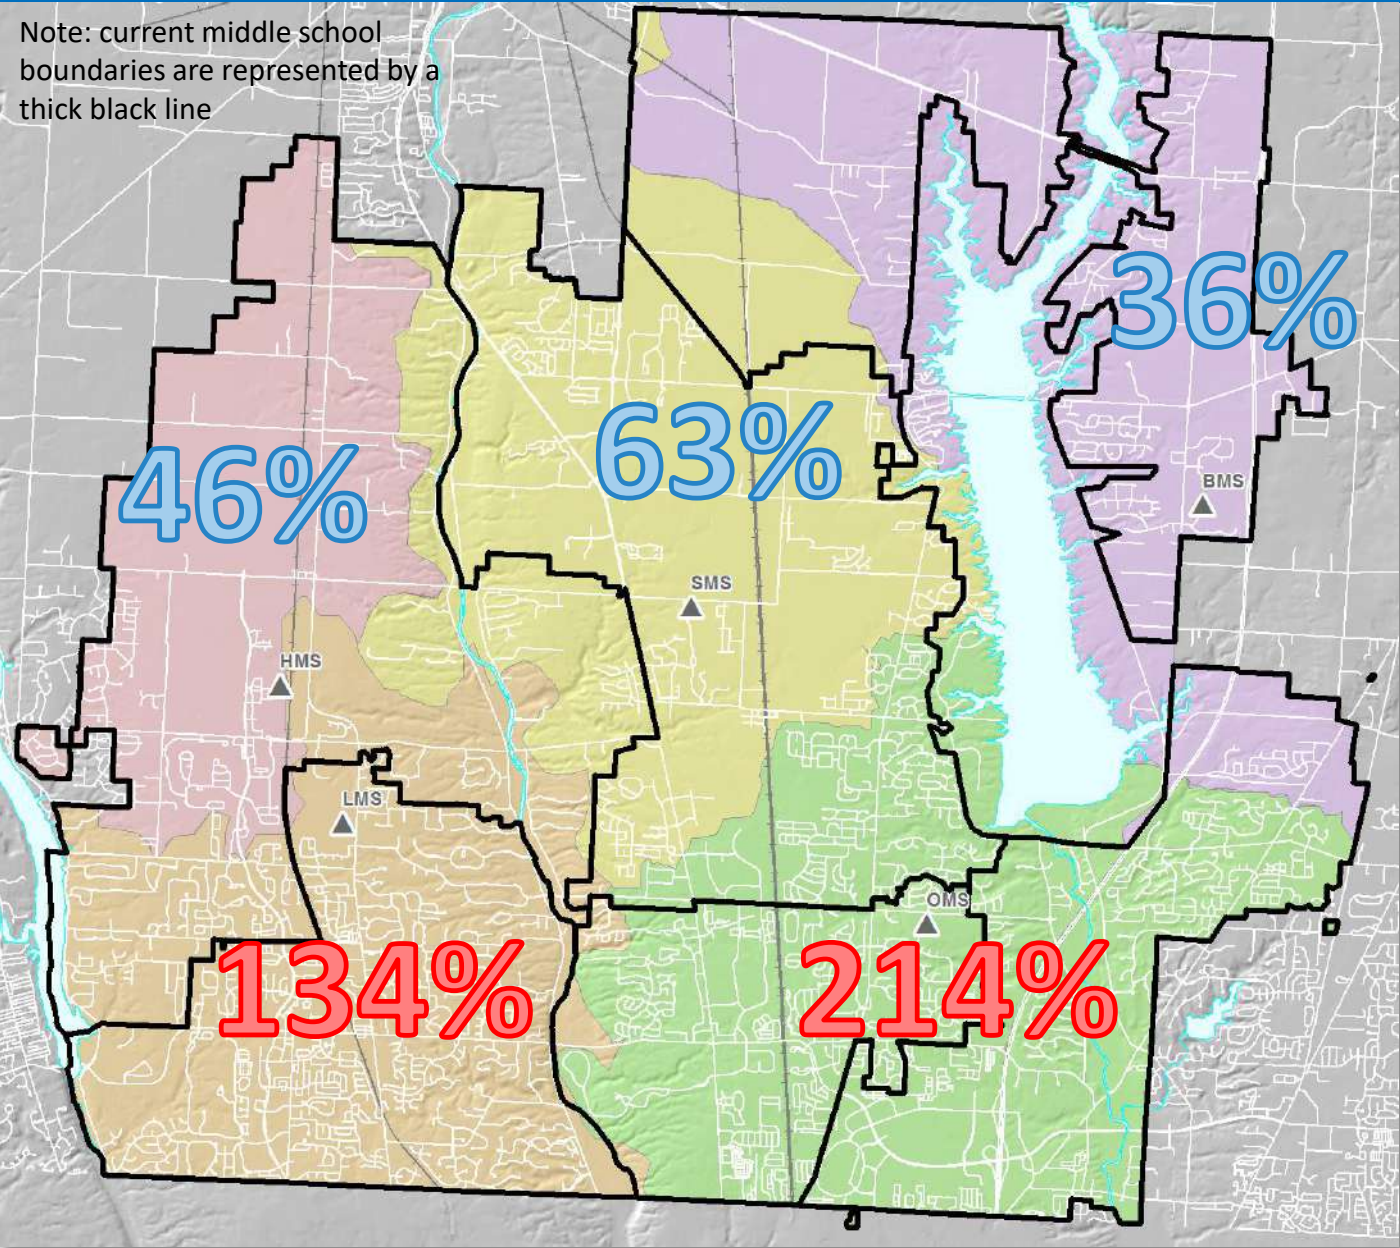 Note: current middle school
boundaries are represented by a
thick black line
36%
63%
46%
BMS
SMS
HMS
LMS
OMS
134%
214%